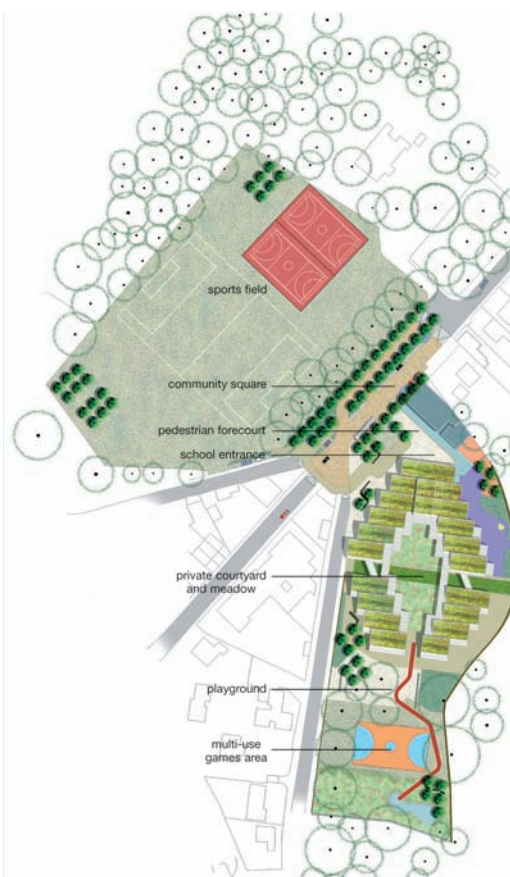 sports field
community square
pedestrian forecourt
school entrance
private courtyard
and meadow
playground
multi-use
games area